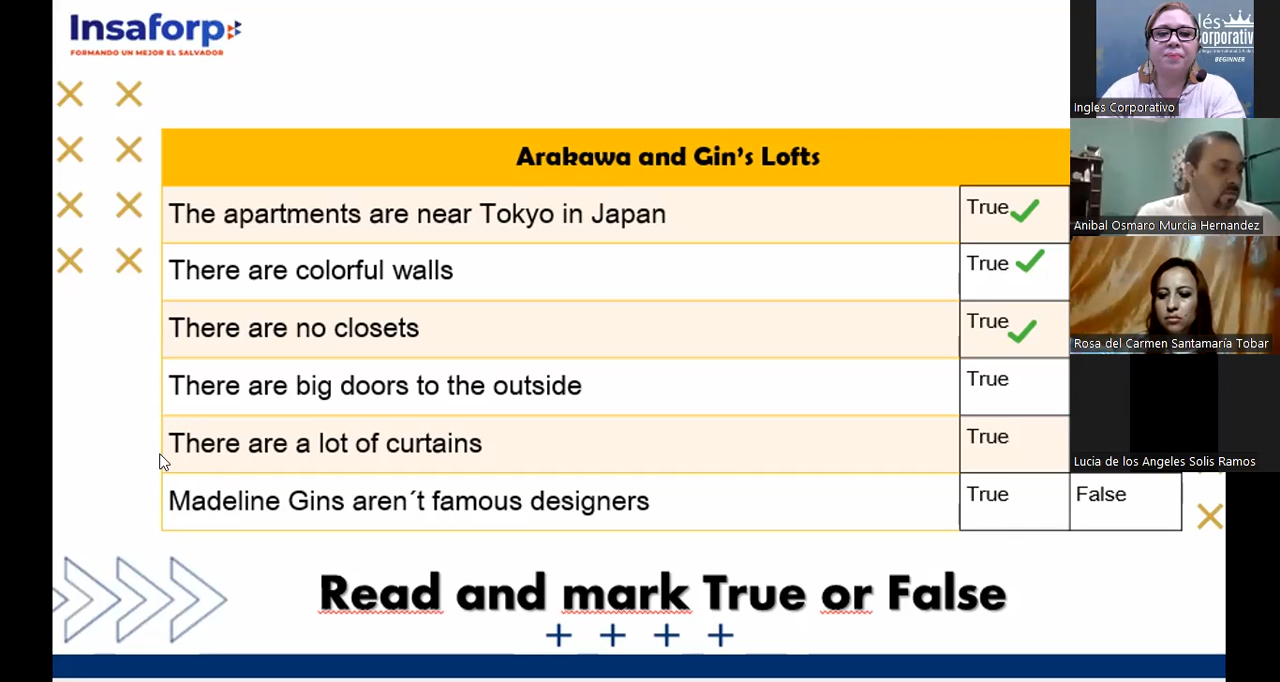 Insaforp
FORMANDO UN MEJOR EL SALVADOR
Arakawa and Gin's Lofts
The apartments are near Tokyo in Japan True
There are colorful walls True
There are no closets True
There are big doors to the outside True
There are a lot of curtains True
Madeline Gins aren´t famous designers True False
Read and mark True or False
lés
orporativ
BEGINNER
Ingles Corporativo
Anibal Osmaro Murcia Hernandez
Rosa del Carmen Santamaría Tobar
Lucia de los Angeles Solis Ramos